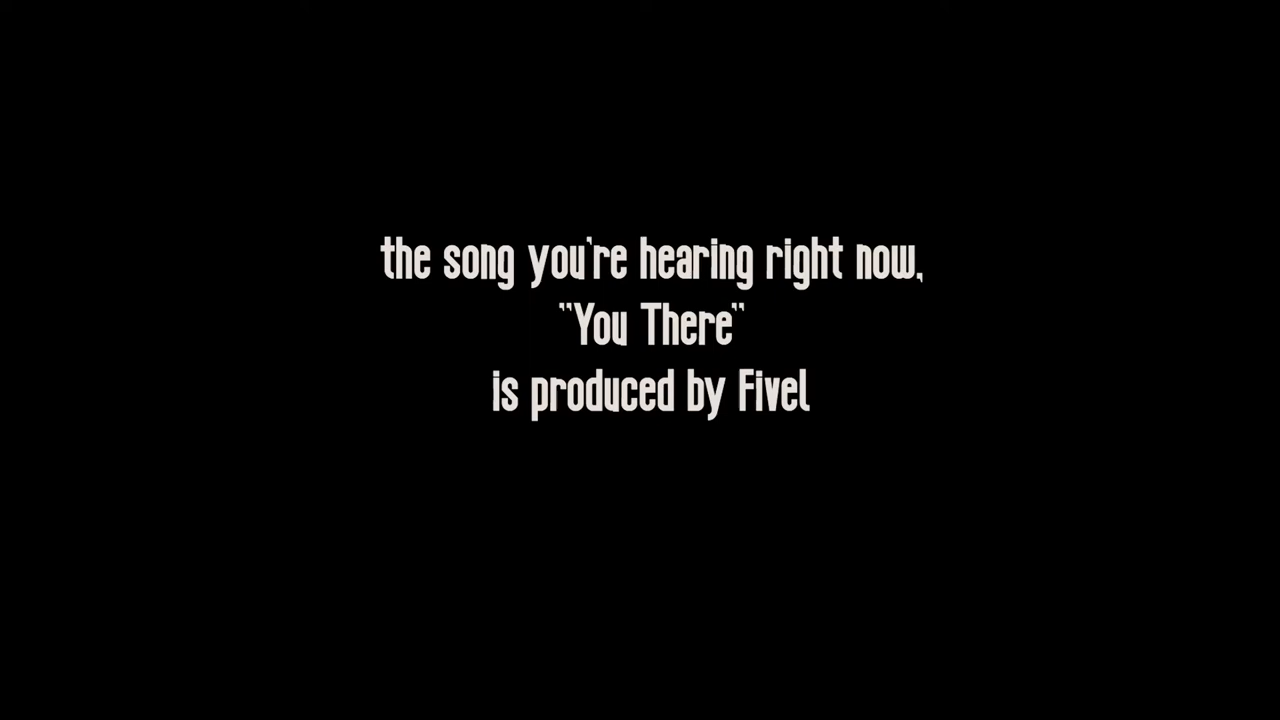 the song you're hearing right now,
"You There"
is produced by Fivel